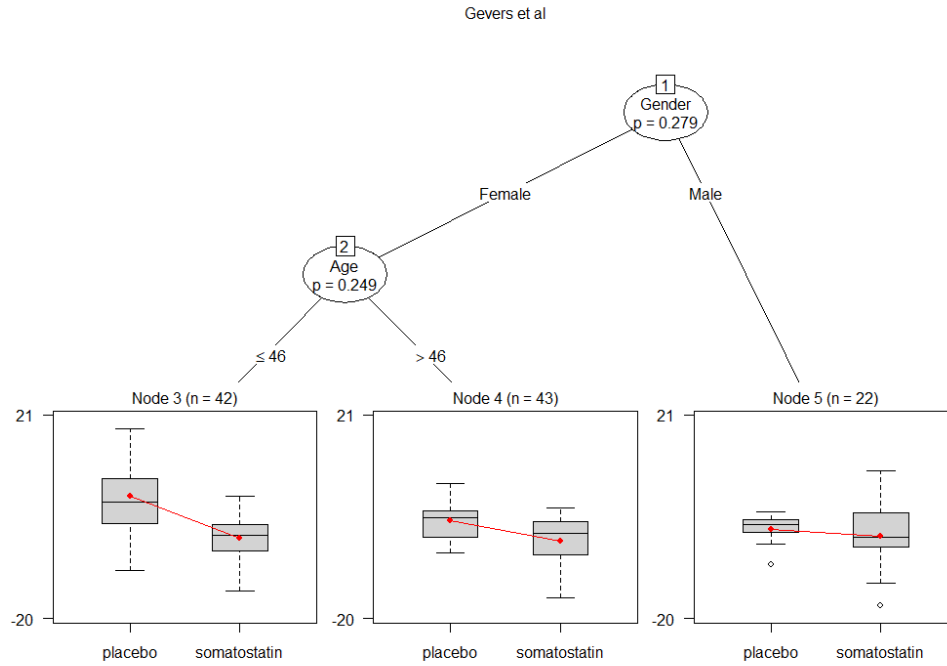 Gevers et al
1
Gender
p = 0.279
Female
Male
2
Age
p = 0.249
≤ 46
> 46
Node 3 (n = 42)
Node 4 (n = 43)
Node 5 (n = 22)
21
21
21
-20
-20
-20
placebo somatostatin
placebo somatostatin
placebo somatostatin